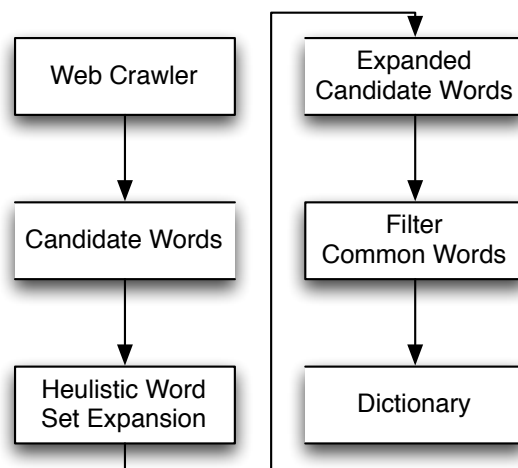 Web Crawler
Candidate Words
Heulistic Word
Set Expansion
Expanded
Candidate Words
Filter
Common Words
Dictionary